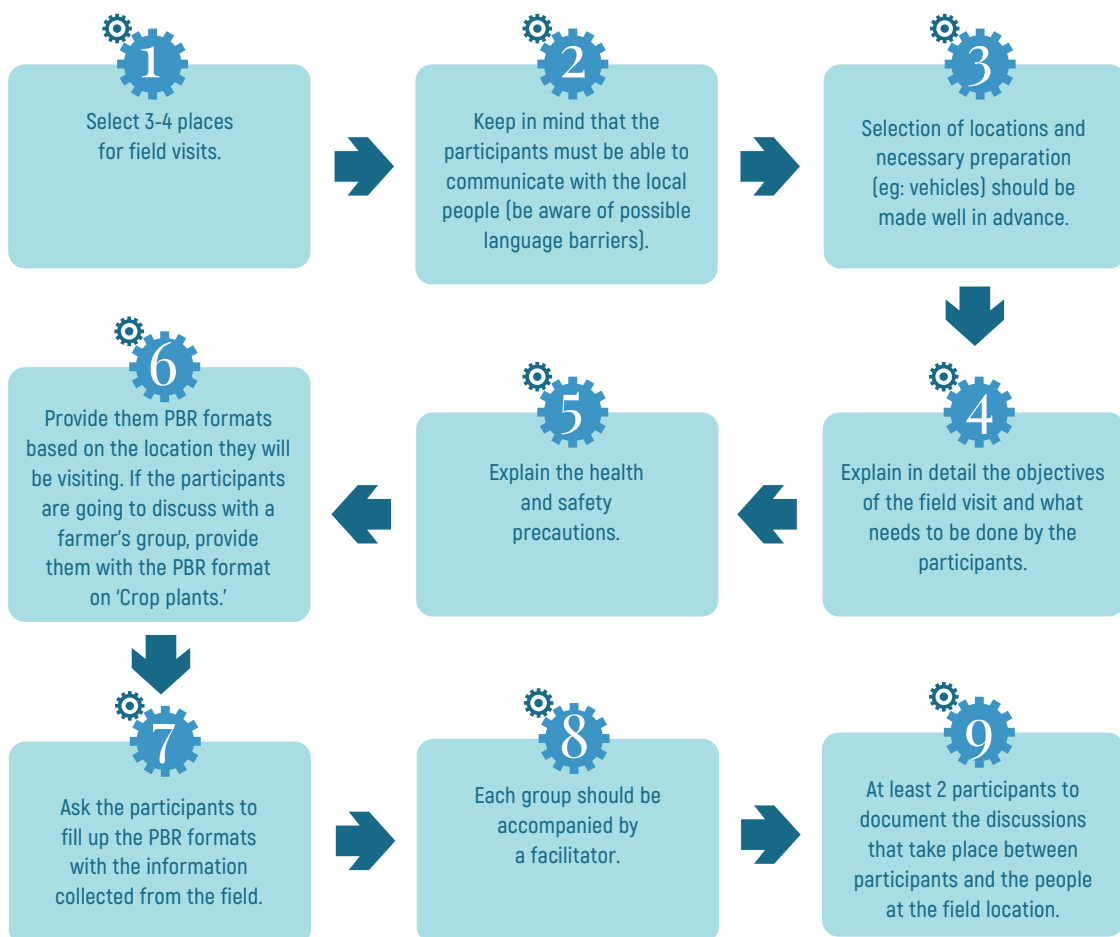 1
Select 3-4 places
for field visits.
2
Keep in mind that the
participants must be able to
communicate with the local
people (be aware of possible
language barriers).
3
Selection of locations and
necessary preparation
(eg: vehicles) should be
made well in advance.
4
Explain in detail the objectives
of the field visit and what
needs to be done by the
participants.
5
Explain the health
and safety
precautions.
6
Provide them PBR formats
based on the location they will
be visiting. If the participants
are going to discuss with a
farmer's group, provide
them with the PBR format
on ‘Crop plants.’
7
Ask the participants to
fill up the PBR formats
with the information
collected from the field.
8
Each group should be
accompanied by
a facilitator.
9
At least 2 participants to
document the discussions
that take place between
participants and the people
at the field location.